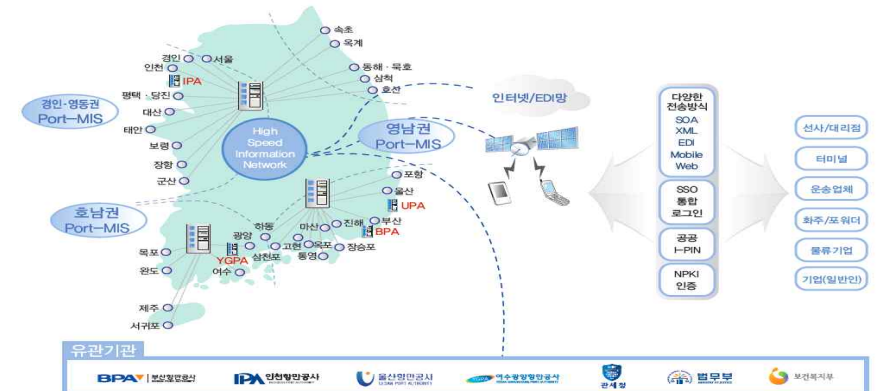 속초
옥계
경인 서울
인천
IPA
동해·묵호
삼척
호산
평택·당진
대산
태안
보령
장항
군산
경인·영동권
Port-MIS
High
Speed
Information
Network
영남권
Port-MIS
인터넷/EDI망
포항
울산
UPA
부산
BPA
진해
마산
장승포
옥포
통영
고현
삼천포
하동
광양
YGPA
여수
호남권
Port-MIS
목포
완도
제주
서귀포
다양한
전송방식
SOA
XML
EDI
Mobile
Web
SSO
통합
로그인
공공
I-PIN
NPKI
인증
선사/대리점
터미널
운송업체
화주/포워더
물류기업
기업(일반인)
유관기관
BPA 부산항만공사
IPA 인천항만공사
울산항만공사
ULSAN PORT AUTHORITY
여수광양항만공사
관세청
법무부
보건복지부